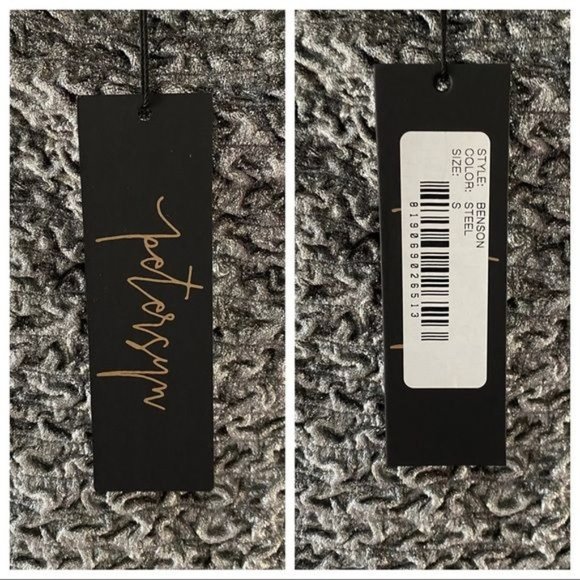 petersyn
STYLE: BENSON
COLOR: STEEL
SIZE: S
819069026513